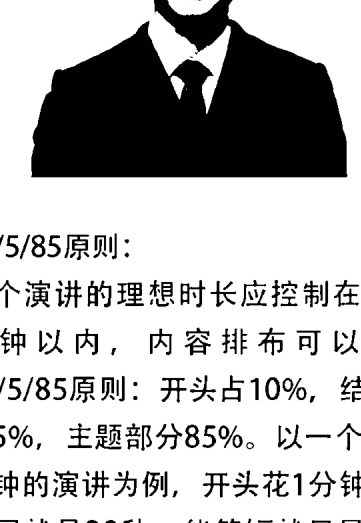 /5/85原则：
个演讲的理想时长应控制在
钟以内，内容排布可以
/5/85原则：开头占10%，结
5%，主题部分85%。以一个
钟的演讲为例，开头花1分钟